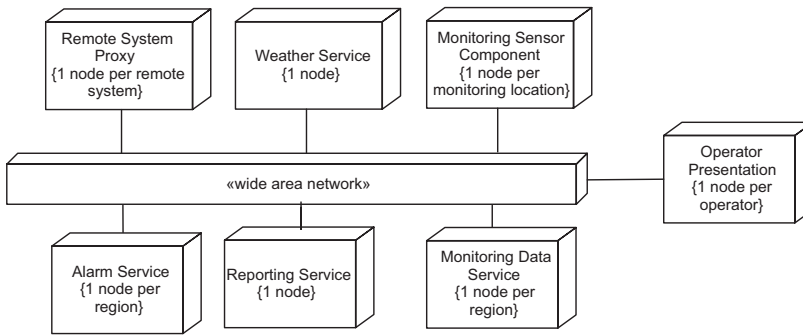 Remote System
Proxy
{1 node per remote
system}
Weather Service
{1 node}
Monitoring Sensor
Component
{1 node per
monitoring location}
«wide area network»
Operator
Presentation
{1 node per
operator}
Alarm Service
{1 node per
region}
Reporting Service
{1 node}
Monitoring Data
Service
{1 node per
region}